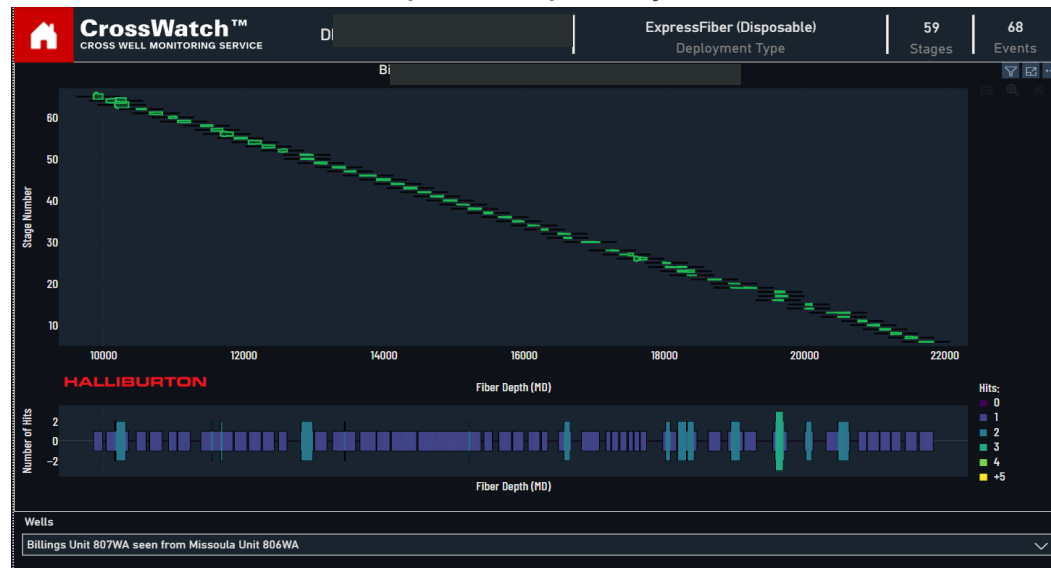 CrossWatch™
CROSS WELL MONITORING SERVICE
ExpressFiber (Disposable)
Deployment Type
59
Stages
68
Events
Bi
Stage Number
60
50
40
30
20
10
10000 12000 14000 16000 18000 20000 22000
HALLIBURTON
Fiber Depth (MD)
Number of Hits
2
0
−2
Fiber Depth (MD)
Hits:
0
1
2
3
4
+5
Wells
Billings Unit 807WA seen from Missoula Unit 806WA